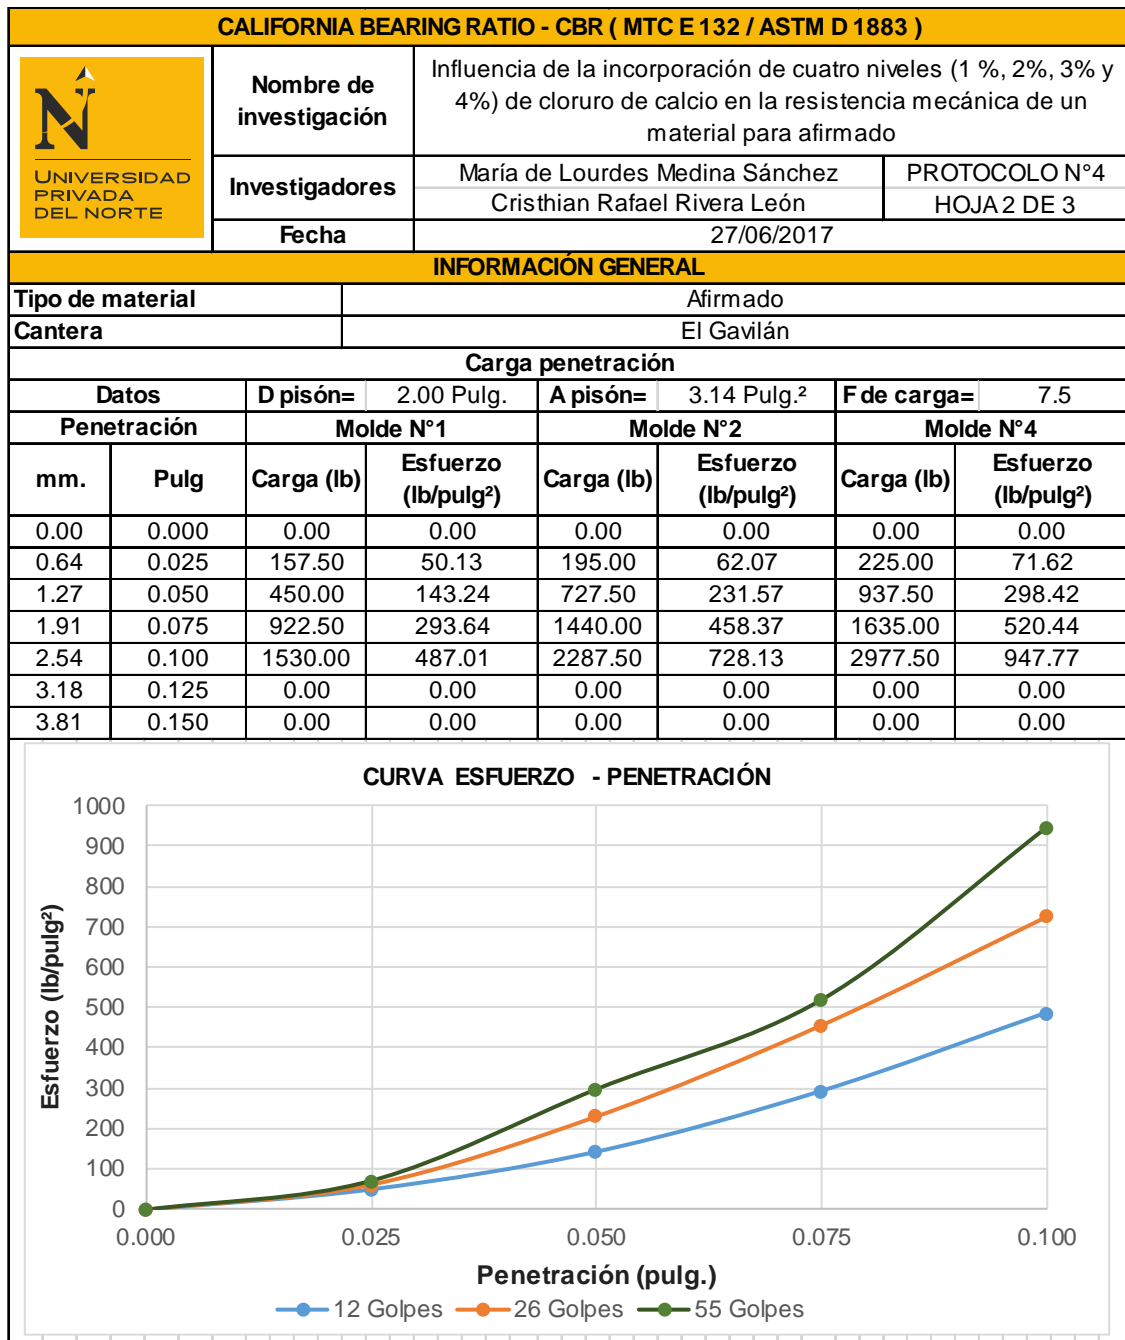 CALIFORNIA BEARING RATIO - CBR ( MTC E 132 / ASTM D 1883 )
N
UNIVERSIDAD
PRIVADA
DEL NORTE
Nombre de
investigación
Influencia de la incorporación de cuatro niveles (1 %, 2%, 3% y
4%) de cloruro de calcio en la resistencia mecánica de un
material para afirmado
Investigadores
María de Lourdes Medina Sánchez
PROTOCOLO N°4
Cristhian Rafael Rivera León
HOJA 2 DE 3
Fecha
27/06/2017
INFORMACIÓN GENERAL
Tipo de material Afirmado
Cantera El Gavilán
Carga penetración
Datos D pisón= 2.00 Pulg. A pisón= 3.14 Pulg.² F de carga= 7.5
Penetración Molde N°1 Molde N°2 Molde N°4
mm. Pulg Carga (lb) Esfuerzo (lb/pulg²) Carga (lb) Esfuerzo (lb/pulg²) Carga (lb) Esfuerzo (lb/pulg²)
0.00 0.000 0.00 0.00 0.00 0.00 0.00 0.00
0.64 0.025 157.50 50.13 195.00 62.07 225.00 71.62
1.27 0.050 450.00 143.24 727.50 231.57 937.50 298.42
1.91 0.075 922.50 293.64 1440.00 458.37 1635.00 520.44
2.54 0.100 1530.00 487.01 2287.50 728.13 2977.50 947.77
3.18 0.125 0.00 0.00 0.00 0.00 0.00 0.00
3.81 0.150 0.00 0.00 0.00 0.00 0.00 0.00
CURVA ESFUERZO - PENETRACIÓN
Esfuerzo (lb/pulg²)
1000
900
800
700
600
500
400
300
200
100
0
0.000 0.025 0.050 0.075 0.100
Penetración (pulg.)
12 Golpes 26 Golpes 55 Golpes